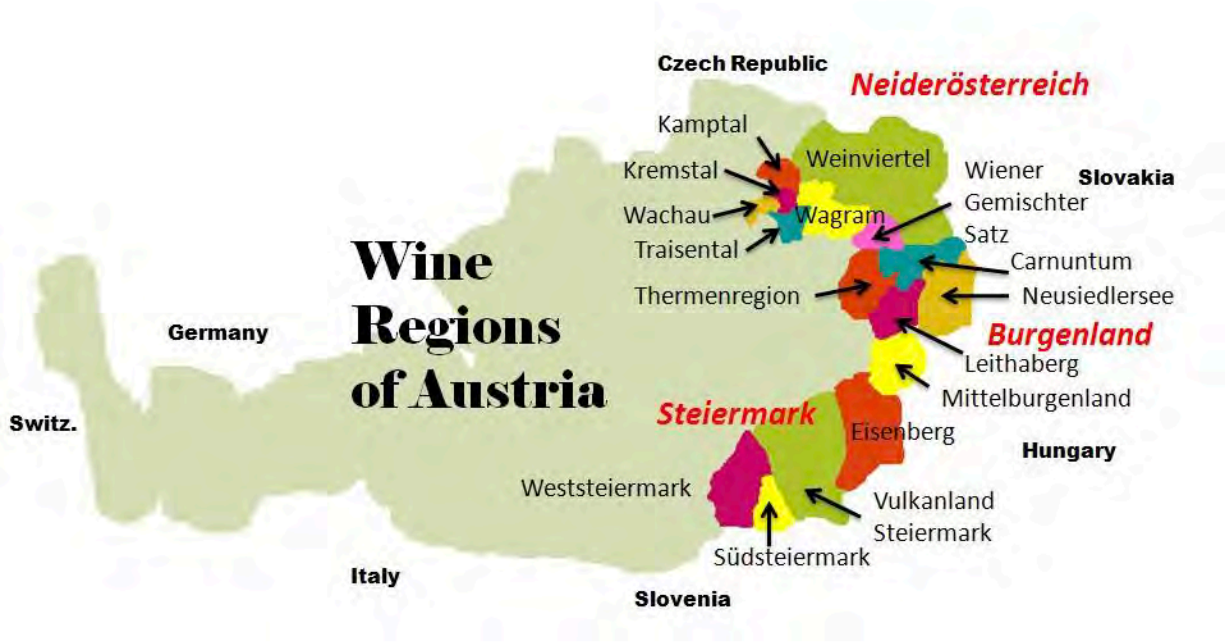 Czech Republic
Neiderösterreich
Kamptal
Weinviertel
Kremstal
Wiener
Gemischter
Satz
Slovakia
Wachau
Wagram
Traisental
Wine
Regions
of Austria
Carnuntum
Thermenregion
Neusiedlersee
Germany
Burgenland
Leithaberg
Mittelburgenland
Switz.
Steiermark
Eisenberg
Hungary
Weststeiermark
Vulkanland
Steiermark
Südsteiermark
Italy
Slovenia